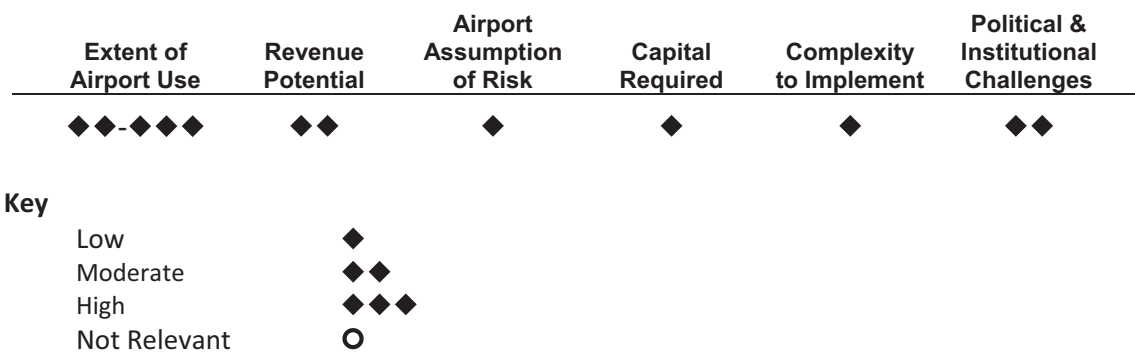 Airport Political &
Extent of Revenue Assumption Capital Complexity Institutional
Airport Use Potential of Risk Required to Implement Challenges
◆◆-◆◆◆ ◆◆ ◆ ◆ ◆ ◆◆
Key
Low ◆
Moderate ◆◆
High ◆◆◆
Not Relevant O